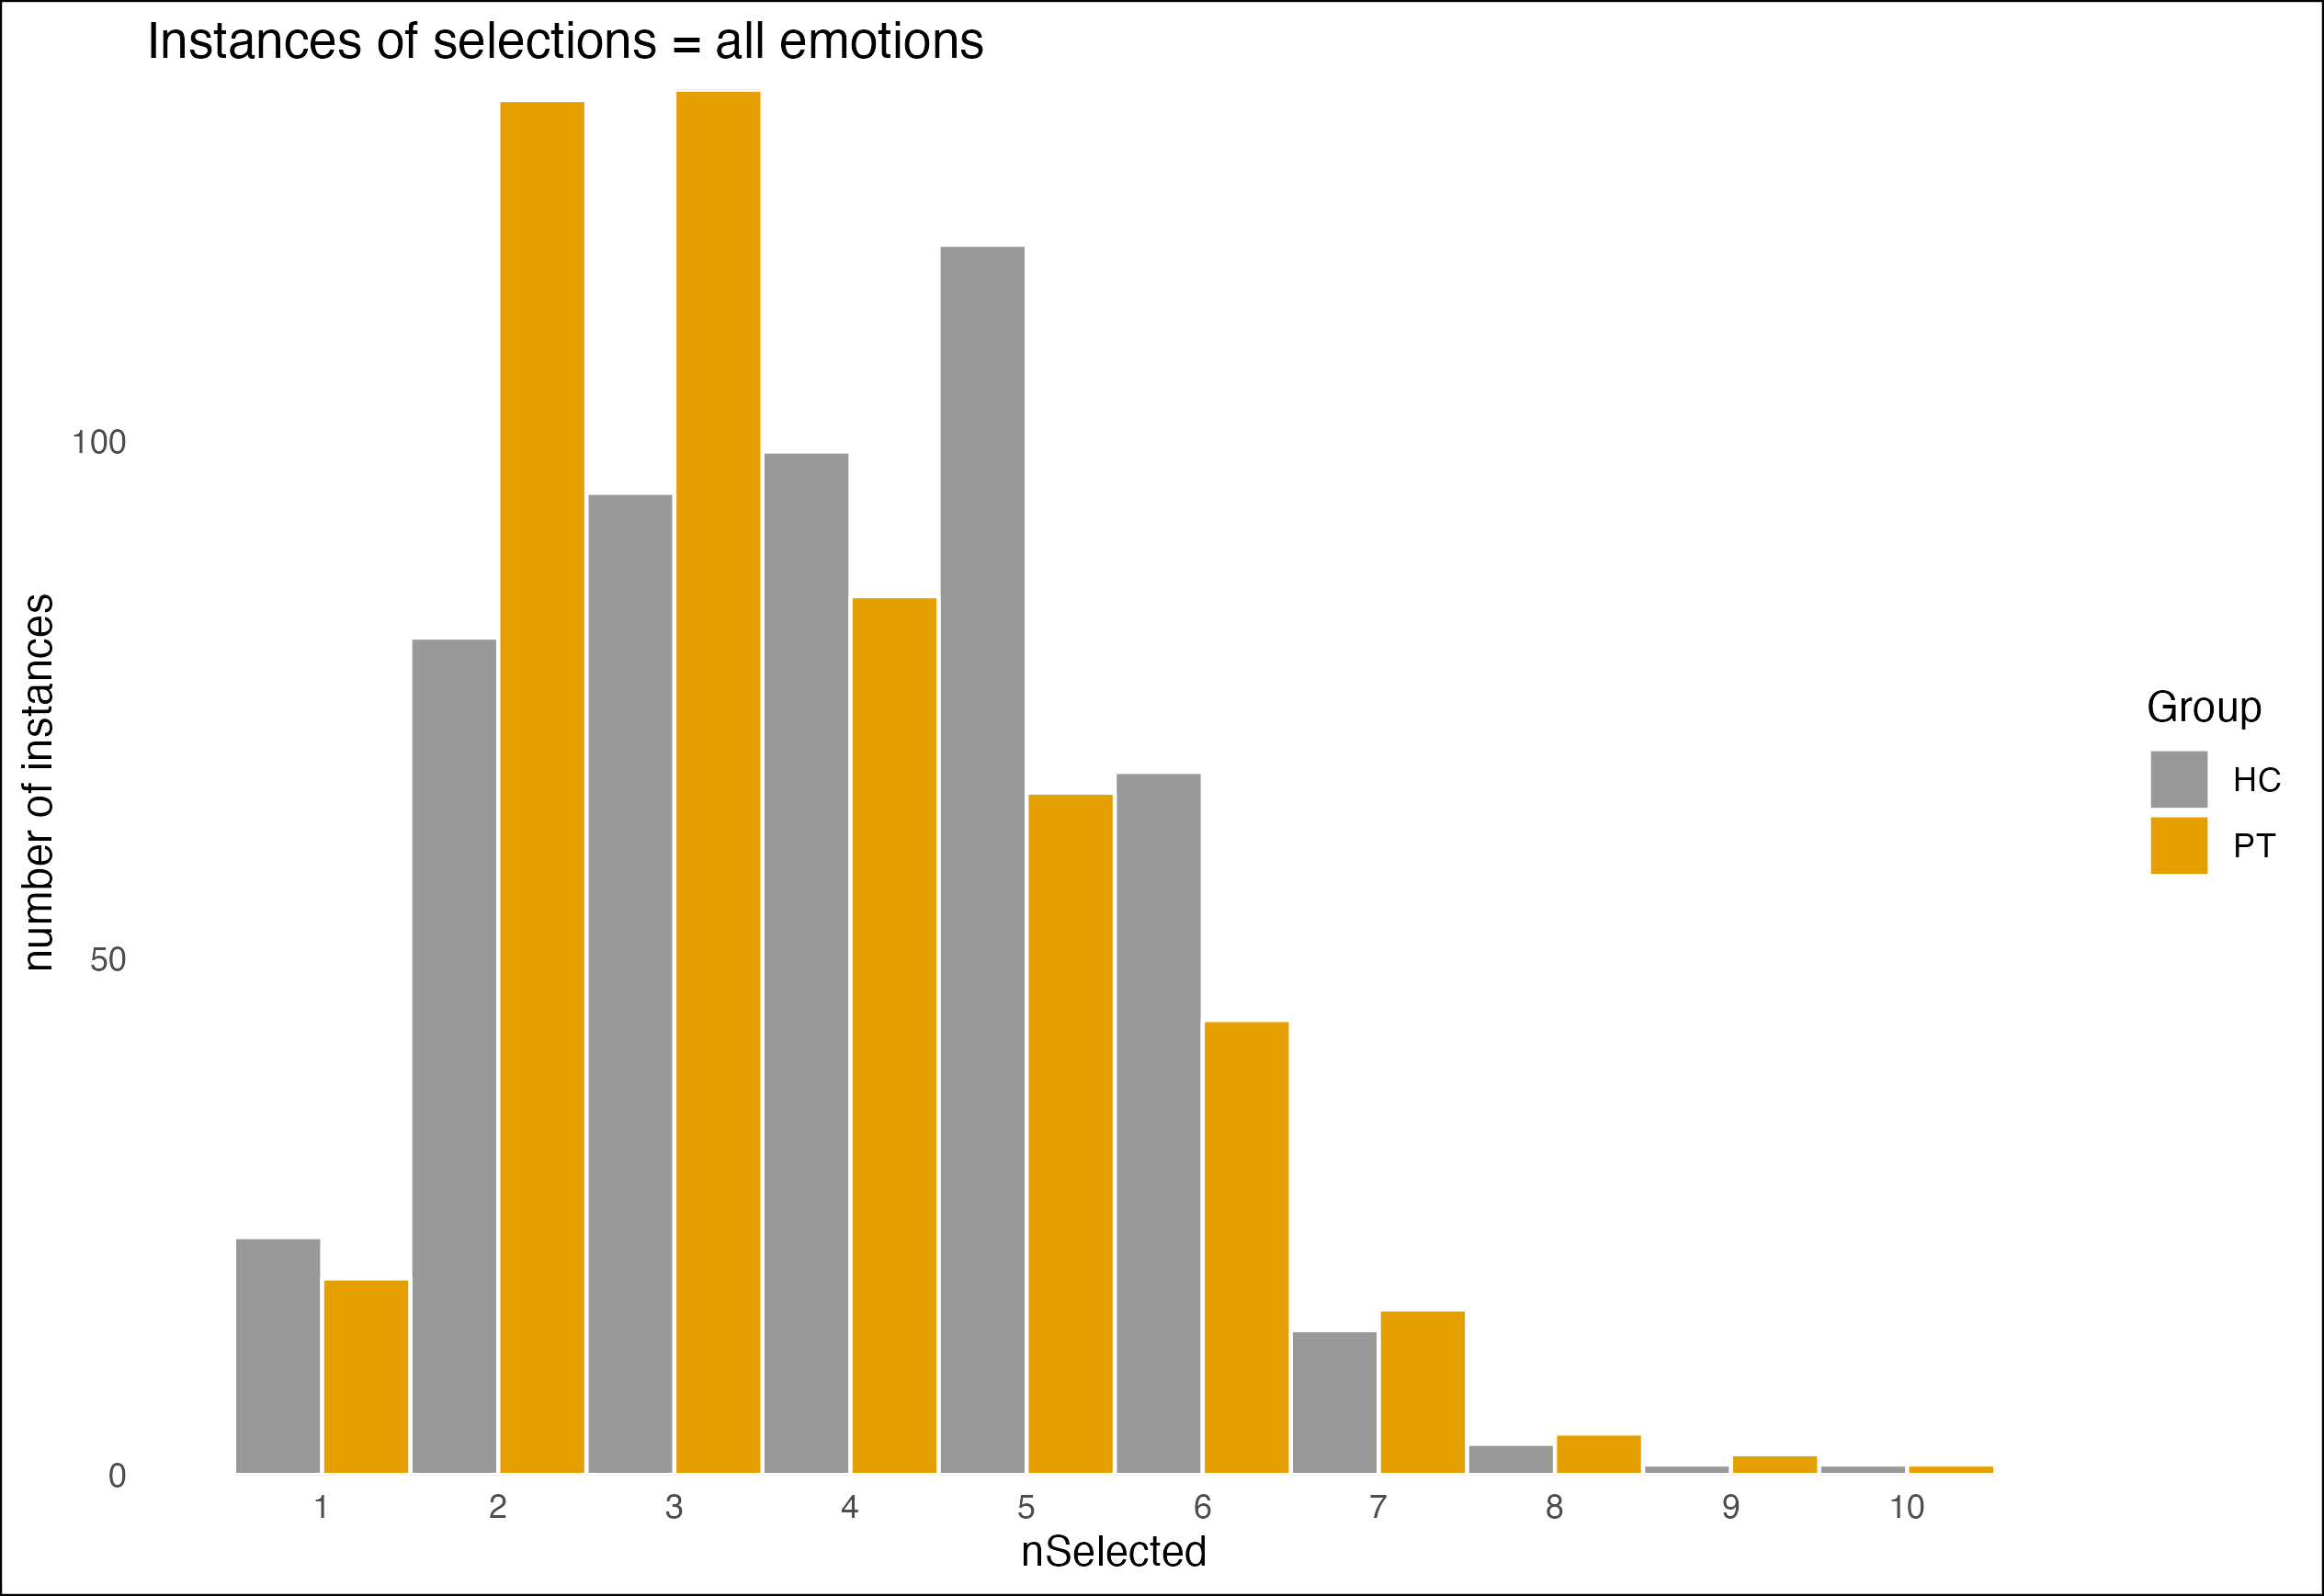 Instances of selections = all emotions
number of instances
100
50
0
1 2 3 4 5 6 7 8 9 10
nSelected
Group
HC
PT